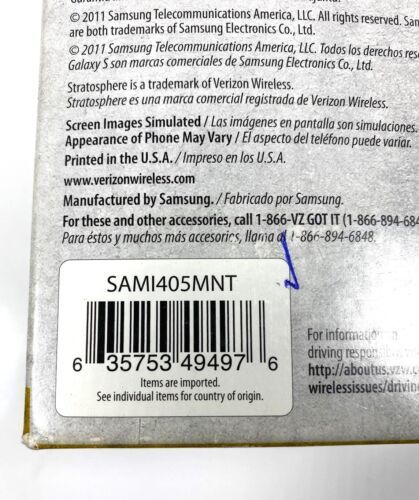 © 2011 Samsung Telecommunications America, LLC. All rights reserved. Sam
are both trademarks of Samsung Electronics Co., Ltd.
© 2011 Samsung Telecommunications America, LLC. Todos los derechos rese
Galaxy S son marcas comerciales de Samsung Electronics Co., Ltd.
Stratosphere is a trademark of Verizon Wireless.
Stratosphere es una marca comercial registrada de Verizon Wireless.
Screen Images Simulated / Las imágenes en pantalla son simulaciones.
Appearance of Phone May Vary / El aspecto del teléfono puede variar.
Printed in the U.S.A. / Impreso en los U.S.A.
www.verizonwireless.com
Manufactured by Samsung. / Fabricado por Samsung.
For these and other accessories, call 1-866-VZ GOT IT (1-866-894-684
Para éstos y muchos más accesorios, llama al 1-866-894-6848.
SAMI405MNT
6 35753 49497 6
Items are imported.
See individual items for country of origin.
For information
driving respon
http://aboutus.vzw.c
wirelessissues/drivin